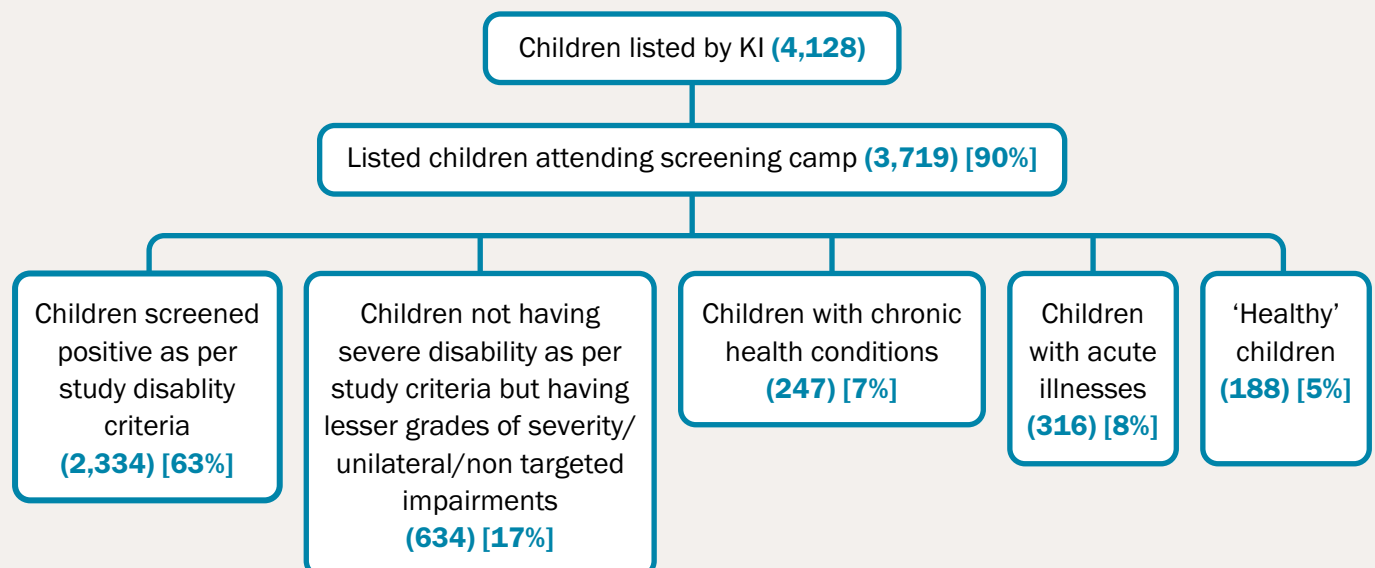 Children listed by KI (4,128)
Listed children attending screening camp (3,719) [90%]
Children screened
positive as per
study disablity
criteria
(2,334) [63%]
Children not having
severe disability as per
study criteria but having
lesser grades of severity/
unilateral/non targeted
impairments
(634) [17%]
Children with chronic
health conditions
(247) [7%]
Children
with acute
illnesses
(316) [8%]
‘Healthy’
children
(188) [5%]